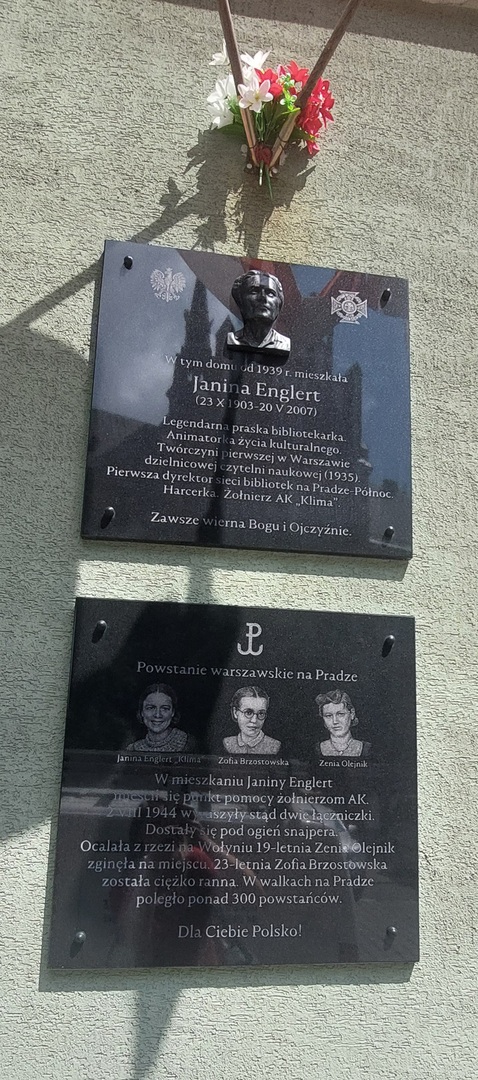 W tym domu od 1939 r. mieszkała
Janina Englert
(23 X 1903-20 V 2007)
Legendarna praska bibliotekarka.
Animatorka życia kulturalnego.
Twórczyni pierwszej w Warszawie
dzielnicowej czytelni naukowej (1935).
Pierwsza dyrektor sieci bibliotek na Pradze-Północ.
Harcerka. Żołnierz AK „Klima”.
Zawsze wierna Bogu i Ojczyźnie.
Powstanie warszawskie na Pradze
Janina Englert „Klima”
Zofia Brzostowska
Zenia Olejnik
W mieszkaniu Janiny Englert
mieścił się punkt pomocy żołnierzom AK.
2 VIII 1944 wyruszyły stąd dwie łączniczki.
Dostały się pod ogień snajpera.
Ocalała z rzezi na Wołyniu 19-letnia Zenia Olejnik
zginęła na miejscu. 23-letnia Zofia Brzostowska
została ciężko ranna. W walkach na Pradze
poległo ponad 300 powstańców.
Dla Ciebie Polsko!